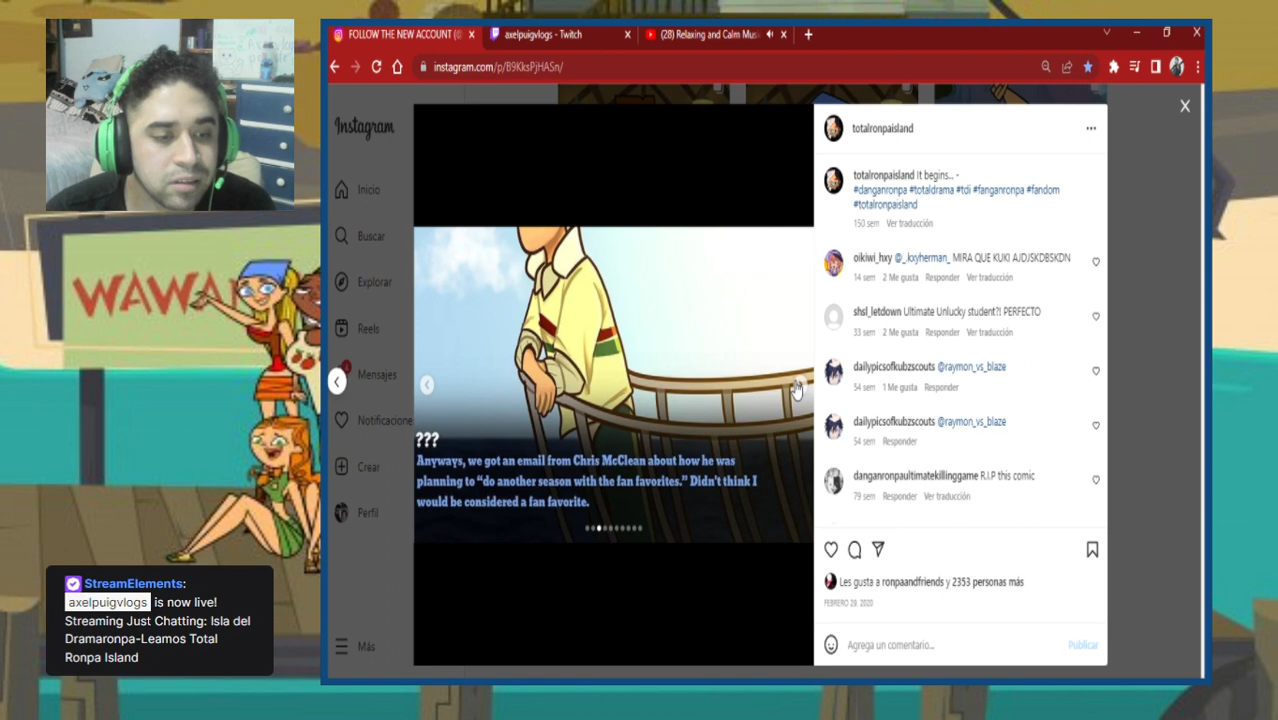 FOLLOW THE NEW ACCOUNT (
axelpuigvlogs - Twitch
(28) Relaxing and Calm Mus
instagram.com/p/B9KksPjHASn/
Instagram
Inicio
Buscar
Explorar
Reels
Mensajes
Notificacione
Crear
Perfil
Más
WAWA
???
Anyways, we got an email from Chris McClean about how he was
planning to “do another season with the fan favorites.” Didn't think I
would be considered a fan favorite.
totalronpaisland
totalronpaisland It begins... -
#danganronpa #totaldrama #tdi #fanganronpa #fandom
#totalronpaisland
150 sem Ver traducción
oikiwi_hxy @_.kxyherman_ MIRA QUE KUKI AJDJSKDBSKDN
14 sem 2 Me gusta Responder Ver traducción
shsl_letdown Ultimate Unlucky student?! PERFECTO
33 sem 2 Me gusta Responder Ver traducción
dailypicsofkubzscouts @raymon_vs_blaze
54 sem 1 Me gusta Responder
dailypicsofkubzscouts @raymon_vs_blaze
54 sem Responder
danganronpaultimatekillinggame R.I.P this comic
79 sem Responder Ver traducción
Les gusta a ronpaandfriends y 2353 personas más
FEBRERO 29, 2020
Agrega un comentario...
Publicar
StreamElements:
axelpuigvlogs is now live!
Streaming Just Chatting: Isla del
Dramaronpa-Leamos Total
Ronpa Island